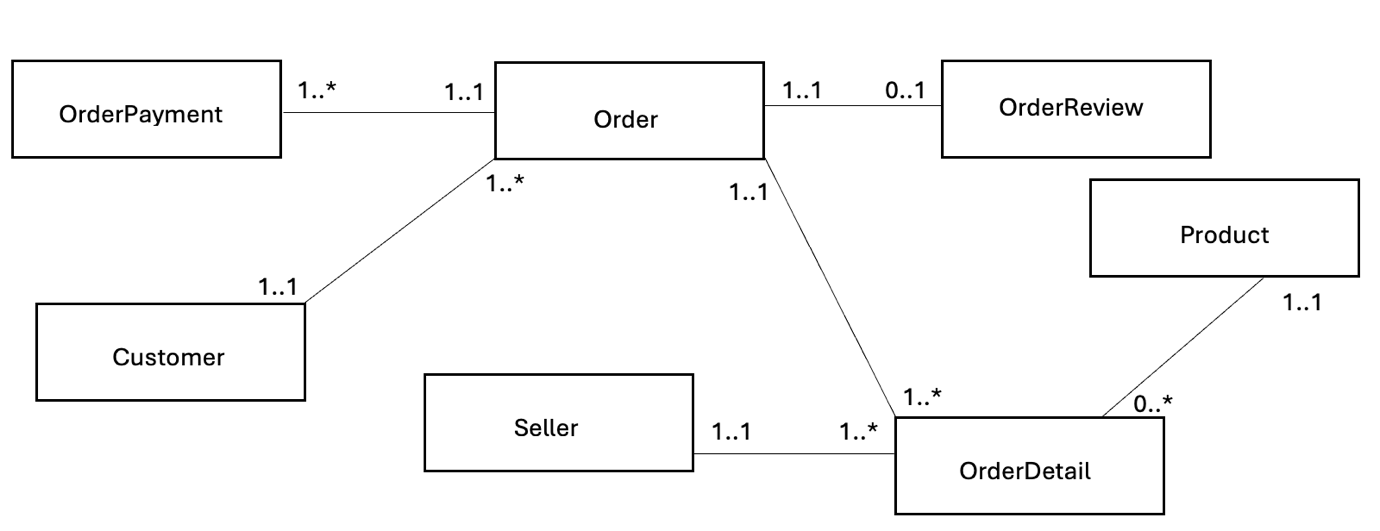 1..*
1..1
1..1
0..1
OrderPayment
Order
OrderReview
1..*
1..1
Product
1..1
1..1
Customer
1..*
0..*
Seller
1..1
1..*
OrderDetail